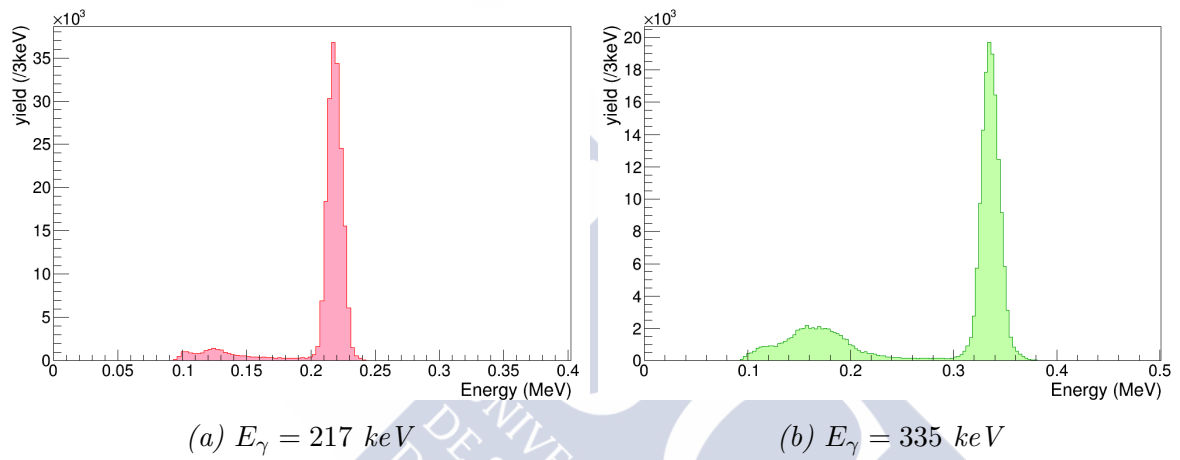 ×10³
yield (/3keV)
35
30
25
20
15
10
5
0
0 0.05 0.1 0.15 0.2 0.25 0.3 0.35 0.4
Energy (MeV)
(a) Eγ = 217 keV
×10³
yield (/3keV)
20
18
16
14
12
10
8
6
4
2
0
0 0.1 0.2 0.3 0.4 0.5
Energy (MeV)
(b) Eγ = 335 keV
UNIVE
DE